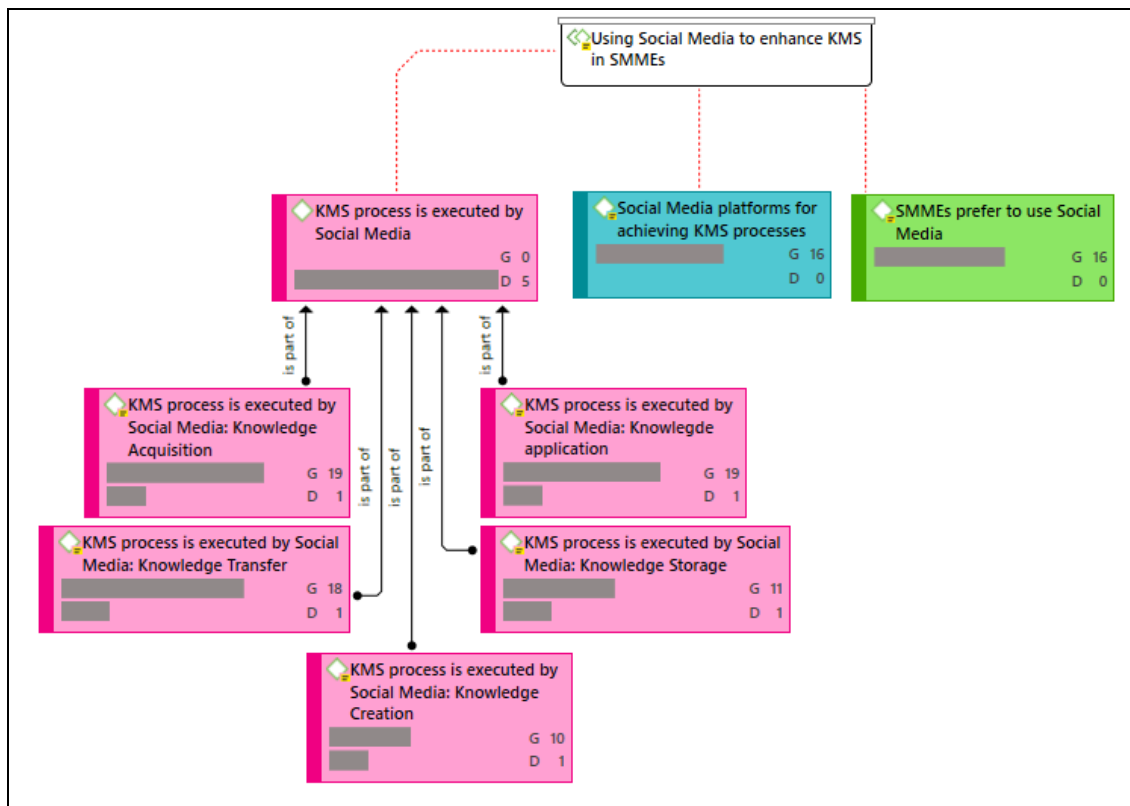 Using Social Media to enhance KMS
in SMMEs
KMS process is executed by
Social Media
G 0
D 5
Social Media platforms for
achieving KMS processes
G 16
D 0
SMMEs prefer to use Social
Media
G 16
D 0
is part of
is part of
is part of
is part of
is part of
KMS process is executed by
Social Media: Knowledge
Acquisition
G 19
D 1
KMS process is executed by
Social Media: Knowlegde
application
G 19
D 1
KMS process is executed by Social
Media: Knowledge Transfer
G 18
D 1
KMS process is executed by Social
Media: Knowledge Storage
G 11
D 1
KMS process is executed by
Social Media: Knowledge
Creation
G 10
D 1